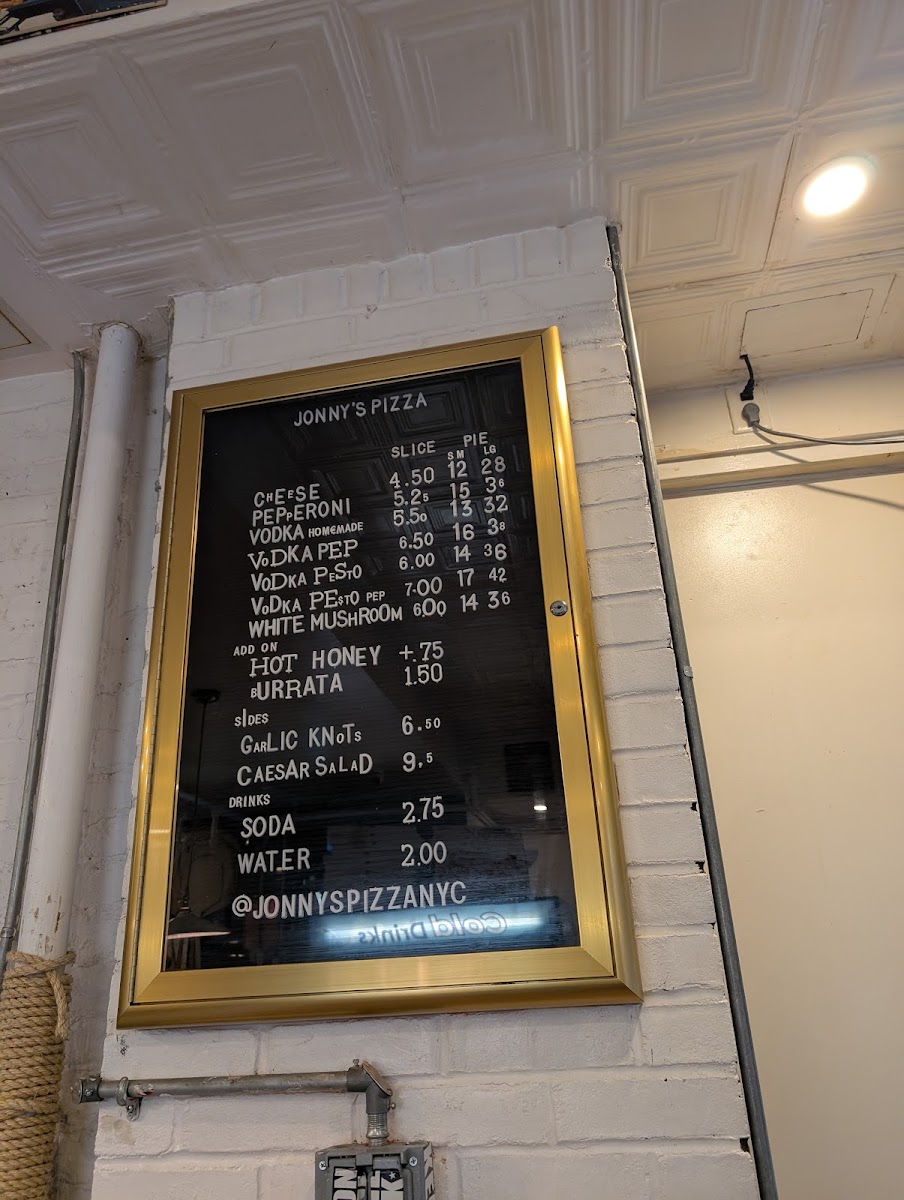 JONNY'S PIZZA
SLICE PIE
SM LG
CHEESE 4.50 12 28
PEPPERONI 5.25 15 36
VODKA HOMEMADE 5.50 13 32
VODKA PEP 6.50 16 38
VODKA PESTO 6.00 14 36
VODKA PESTO PEP 7.00 17 42
WHITE MUSHROOM 6.00 14 36
ADD ON
HOT HONEY +.75
BURRATA 1.50
SIDES
GARLIC KNOTS 6.50
CAESAR SALAD 9.5
DRINKS
SODA 2.75
WATER 2.00
@JONNYSPIZZANYC
Cold Drinks